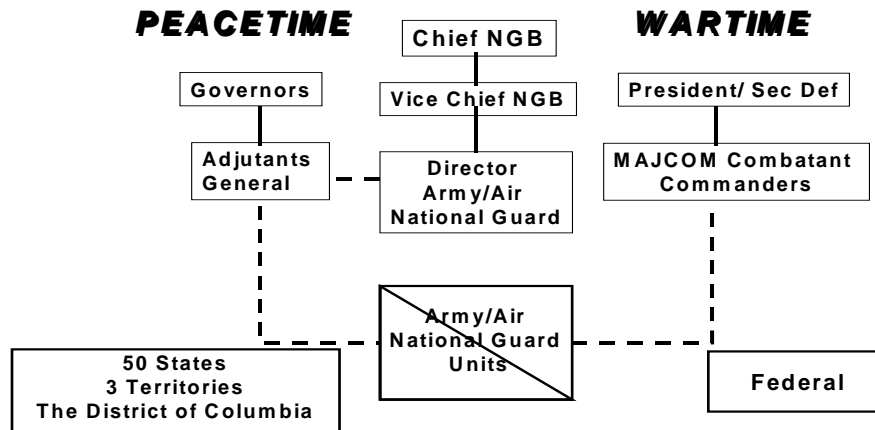 PEACETIME
WARTIME
Chief NGB
Vice Chief NGB
Governors
President/ Sec Def
Adjutants
General
Director
Army/Air
National Guard
MAJCOM Combatant
Commanders
Army/Air
National Guard
Units
50 States
3 Territories
The District of Columbia
Federal